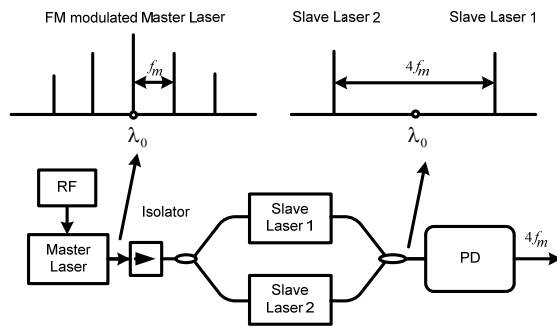 FM modulated Master Laser
Slave Laser 2
Slave Laser 1
fm
4fm
λ0
λ0
RF
Isolator
Master
Laser
Slave
Laser 1
Slave
Laser 2
PD
4fm